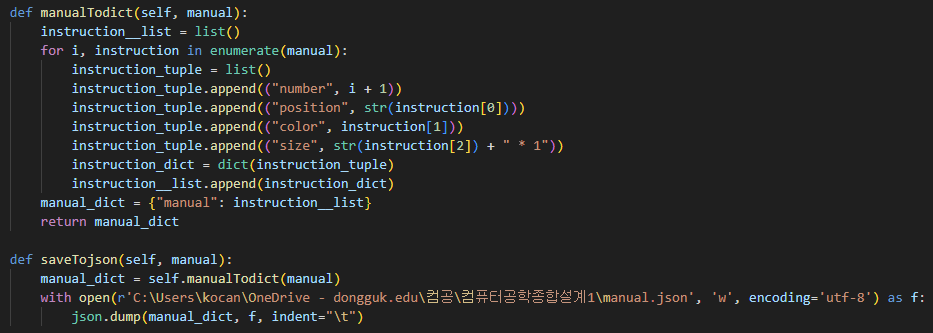 def manualTodict(self, manual):
    instruction__list = list()
    for i, instruction in enumerate(manual):
        instruction_tuple = list()
        instruction_tuple.append(("number", i + 1))
        instruction_tuple.append(("position", str(instruction[0])))
        instruction_tuple.append(("color", instruction[1]))
        instruction_tuple.append(("size", str(instruction[2]) + " * 1"))
        instruction_dict = dict(instruction_tuple)
        instruction__list.append(instruction_dict)
    manual_dict = {"manual": instruction__list}
    return manual_dict

def saveTojson(self, manual):
    manual_dict = self.manualTodict(manual)
    with open(r'C:\Users\kocan\OneDrive - dongguk.edu\컴공\컴퓨터공학종합설계1\manual.json', 'w', encoding='utf-8') as f:
        json.dump(manual_dict, f, indent="\t")